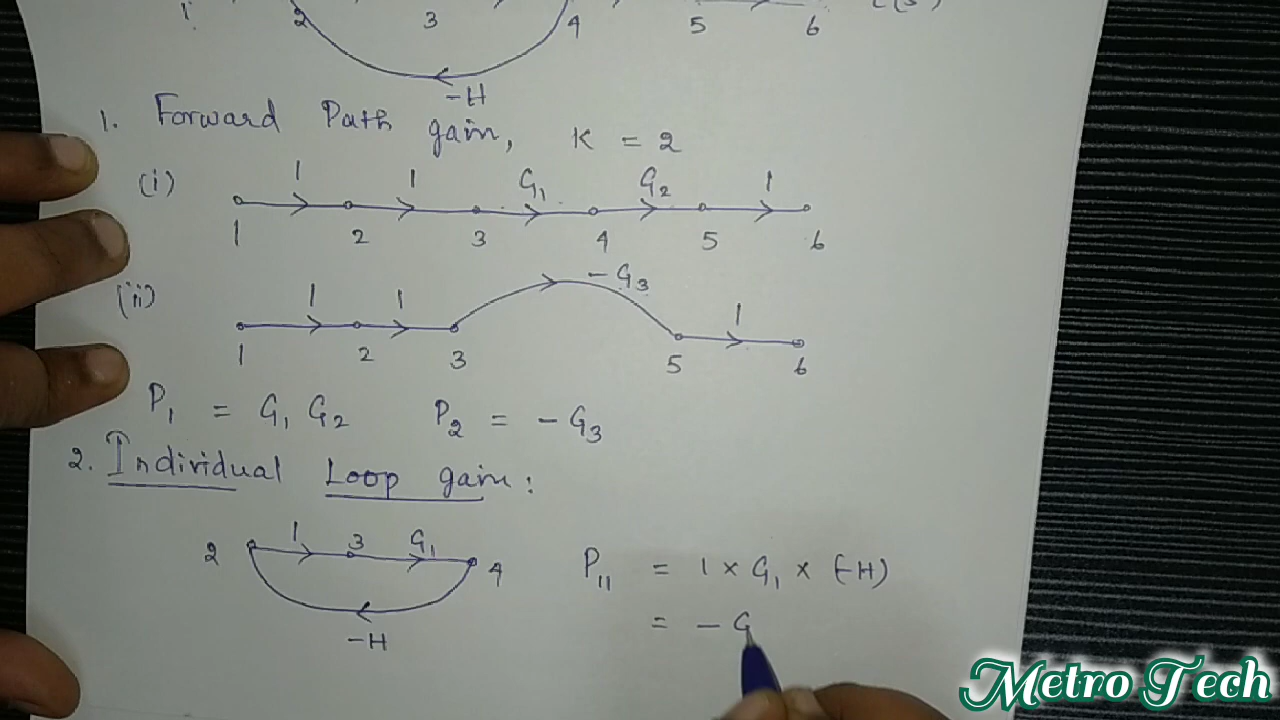 1 2 3 4 5 6
-H
1. Forward Path gain, K = 2
(i) 1 1 G₁ G₂ 1
1 2 3 4 5 6
(ii) 1 1 -G₃ 1
1 2 3 5 6
P₁ = G₁ G₂ P₂ = -G₃
2. Individual Loop gain:
2 1 3 G₁ 4
P₁₁ = 1 × G₁ × (-H)
-H
= - G
Metro Tech